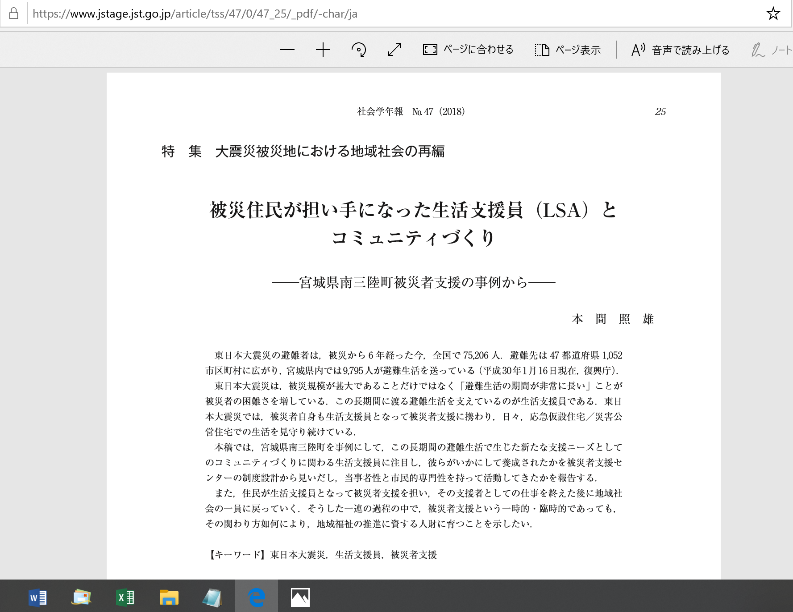 https://www.jstage.jst.go.jp/article/tss/47/0/47_25/_pdf/-char/ja
ページに合わせる ページ表示 音声で読み上げる ノート
社会学年報 №47（2018） 25
特 集 大震災被災地における地域社会の再編
被災住民が担い手になった生活支援員（LSA）と
コミュニティづくり
――宮城県南三陸町被災者支援の事例から――
本 間 照 雄
東日本大震災の避難者は，被災から6年経った今，全国で75,206人．避難先は47都道府県1,052
市区町村に広がり，宮城県内では9,795人が避難生活を送っている（平成30年1月16日現在，復興庁）．
東日本大震災は，被災規模が甚大であることだけではなく「避難生活の期間が非常に長い」ことが
被災者の困難さを増している．この長期間に渡る避難生活を支えているのが生活支援員である．東日
本大震災では，被災者自身も生活支援員となって被災者支援に携わり，日々，応急仮設住宅／災害公
営住宅での生活を見守り続けている．
本稿では，宮城県南三陸町を事例にして，この長期間の避難生活で生じた新たな支援ニーズとして
のコミュニティづくりに関わる生活支援員に注目し，彼らがいかにして養成されたかを被災者支援セ
ンターの制度設計から見いだし，当事者性と市民的専門性を持って活動してきたかを報告する．
また，住民が生活支援員となって被災者支援を担い，その支援者としての仕事を終えた後に地域社
会の一員に戻っていく．そうした一連の過程の中で，被災者支援という一時的・臨時的であっても，
その関わり方如何により，地域福祉の推進に資する人財に育つことを示したい．
【キーワード】東日本大震災，生活支援員，被災者支援